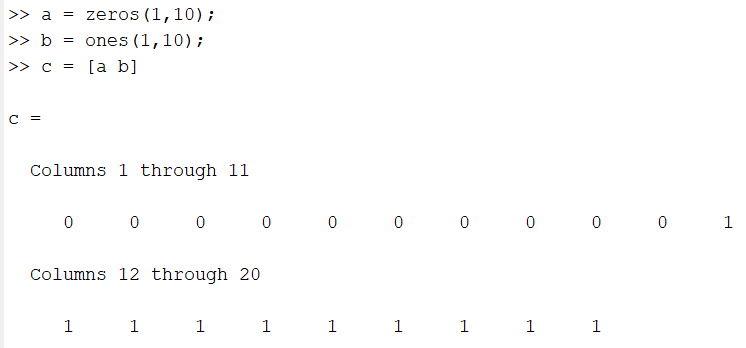 >> a = zeros(1,10);
>> b = ones(1,10);
>> c = [a b]
c =
Columns 1 through 11
0 0 0 0 0 0 0 0 0 0 1
Columns 12 through 20
1 1 1 1 1 1 1 1 1